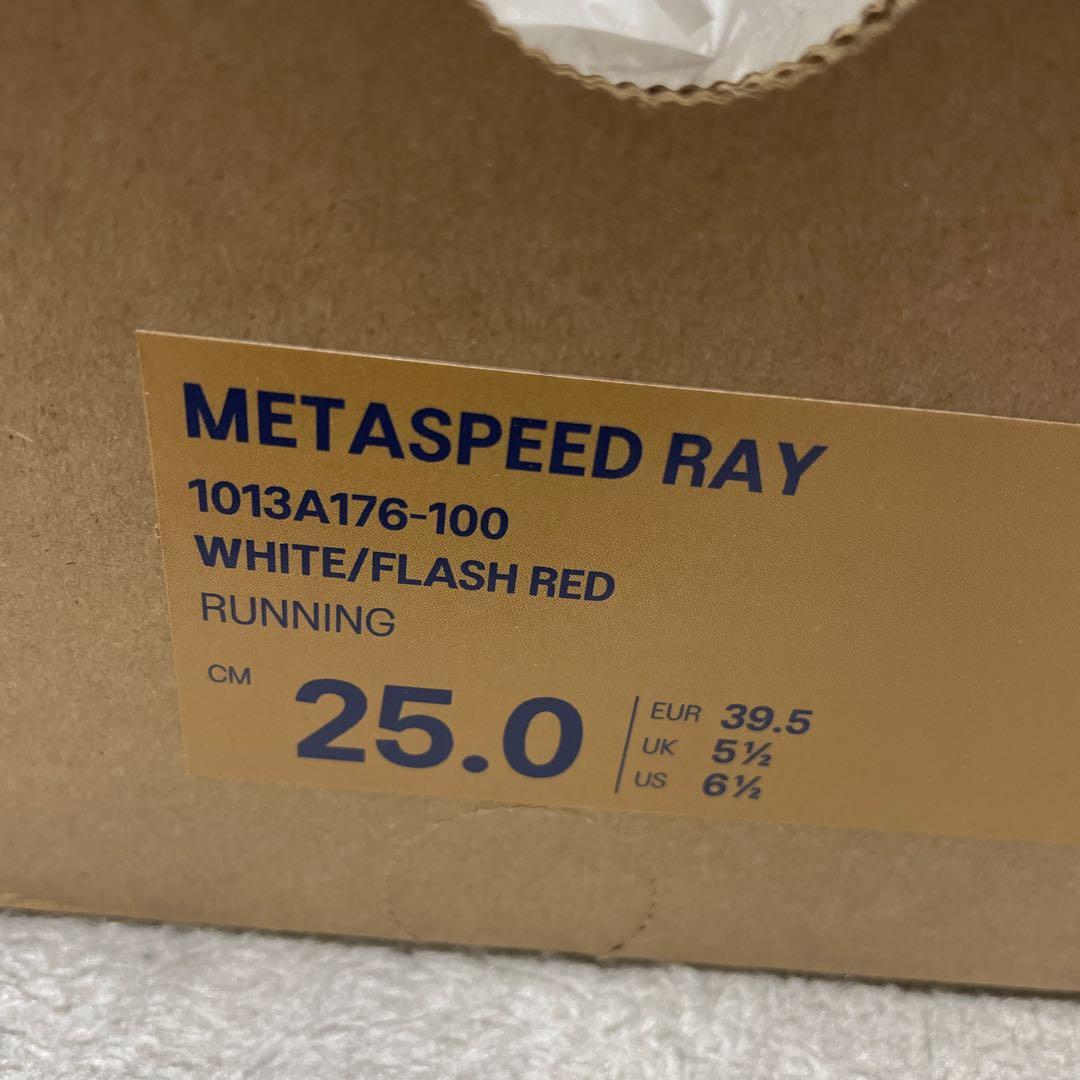 METASPEED RAY
1013A176-100
WHITE/FLASH RED
RUNNING
CM 25.0
EUR 39.5
UK 5½
US 6½